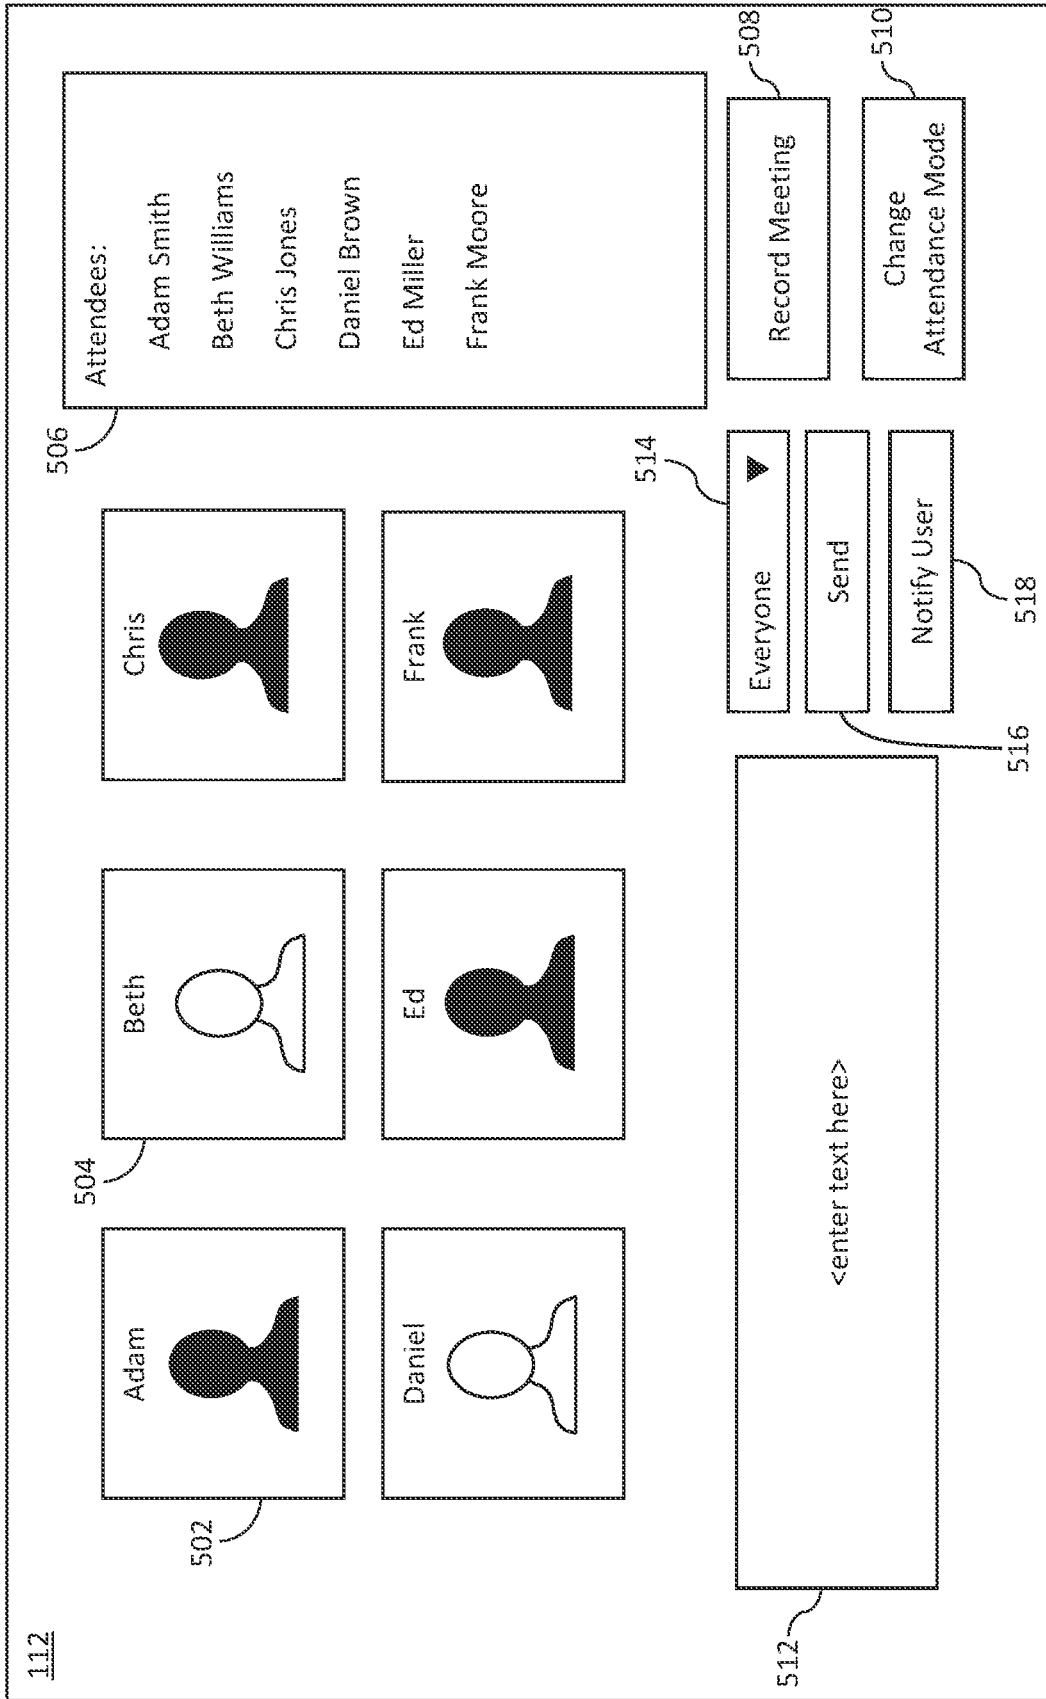 112
502
Adam
504
Beth
Chris
506
Attendees:
Adam Smith
Beth Williams
Chris Jones
Daniel Brown
Ed Miller
Frank Moore
Daniel
Ed
Frank
514
Everyone ▼
Send
Notify User
516
518
Record Meeting
508
Change
Attendance Mode
510
<enter text here>
512